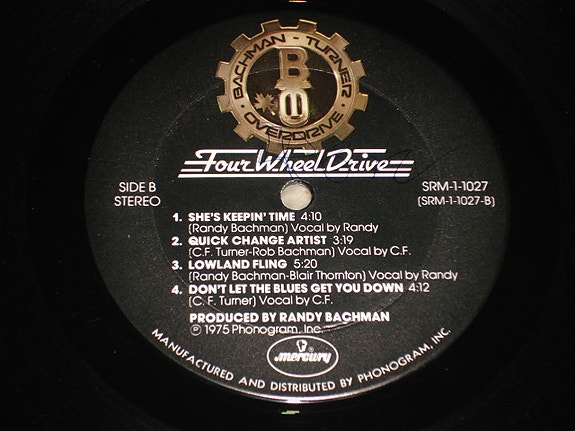 BACHMAN - TURNER
B
TO
• OVERDRIVE •
Four Wheel Drive
SIDE B
STEREO
SRM-1-1027
(SRM-1-1027-B)
1. SHE'S KEEPIN' TIME 4:10
(Randy Bachman) Vocal by Randy
2. QUICK CHANGE ARTIST 3:19
(C.F. Turner-Rob Bachman) Vocal by C.F.
3. LOWLAND FLING 5:20
(Randy Bachman-Blair Thornton) Vocal by Randy
4. DON'T LET THE BLUES GET YOU DOWN 4:12
(C. F. Turner) Vocal by C.F.
PRODUCED BY RANDY BACHMAN
℗ 1975 Phonogram, Inc.
mercury
MANUFACTURED AND DISTRIBUTED BY PHONOGRAM, INC.